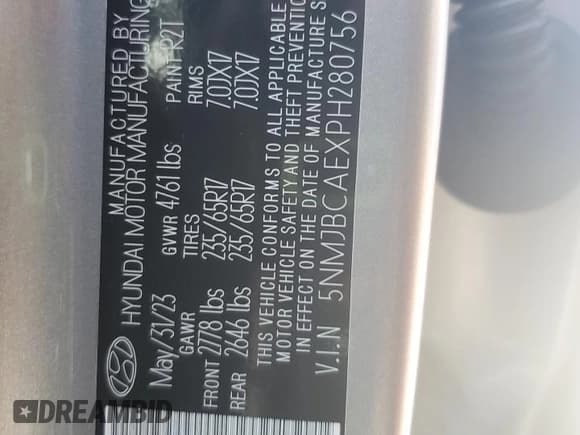 MANUFACTURED BY
HYUNDAI MOTOR MANUFACTURING
May/31/23 GVWR 4761 lbs PAINT R2T
GAWR TIRES RIMS
FRONT 2778 lbs 235/65R17 7.0JX17
REAR 2646 lbs 235/65R17 7.0JX17
THIS VEHICLE CONFORMS TO ALL APPLICABLE
MOTOR VEHICLE SAFETY AND THEFT PREVENTION
IN EFFECT ON THE DATE OF MANUFACTURE
V.I.N 5NMJBCAEXPH280756
DREAMBID